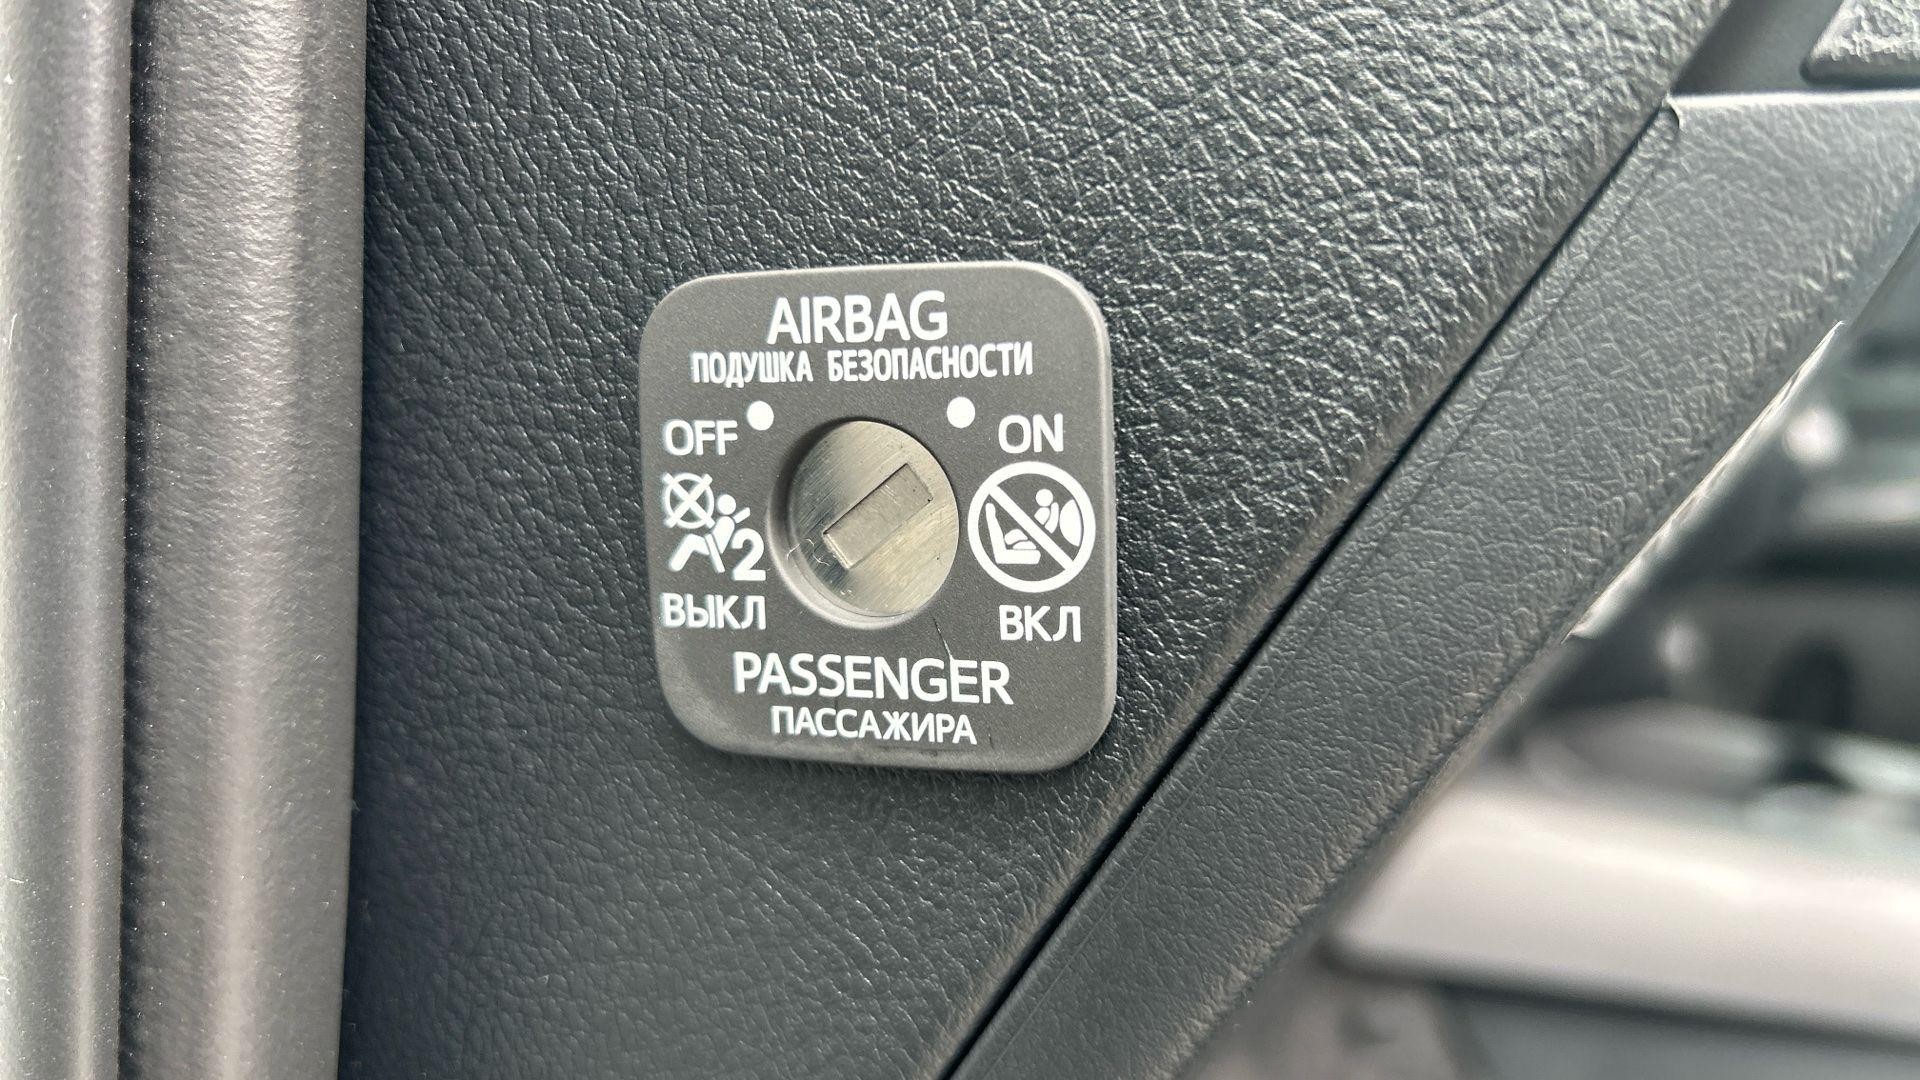 AIRBAG
ПОДУШКА БЕЗОПАСНОСТИ
OFF ON
2
ВЫКЛ ВКЛ
PASSENGER
ПАССАЖИРА